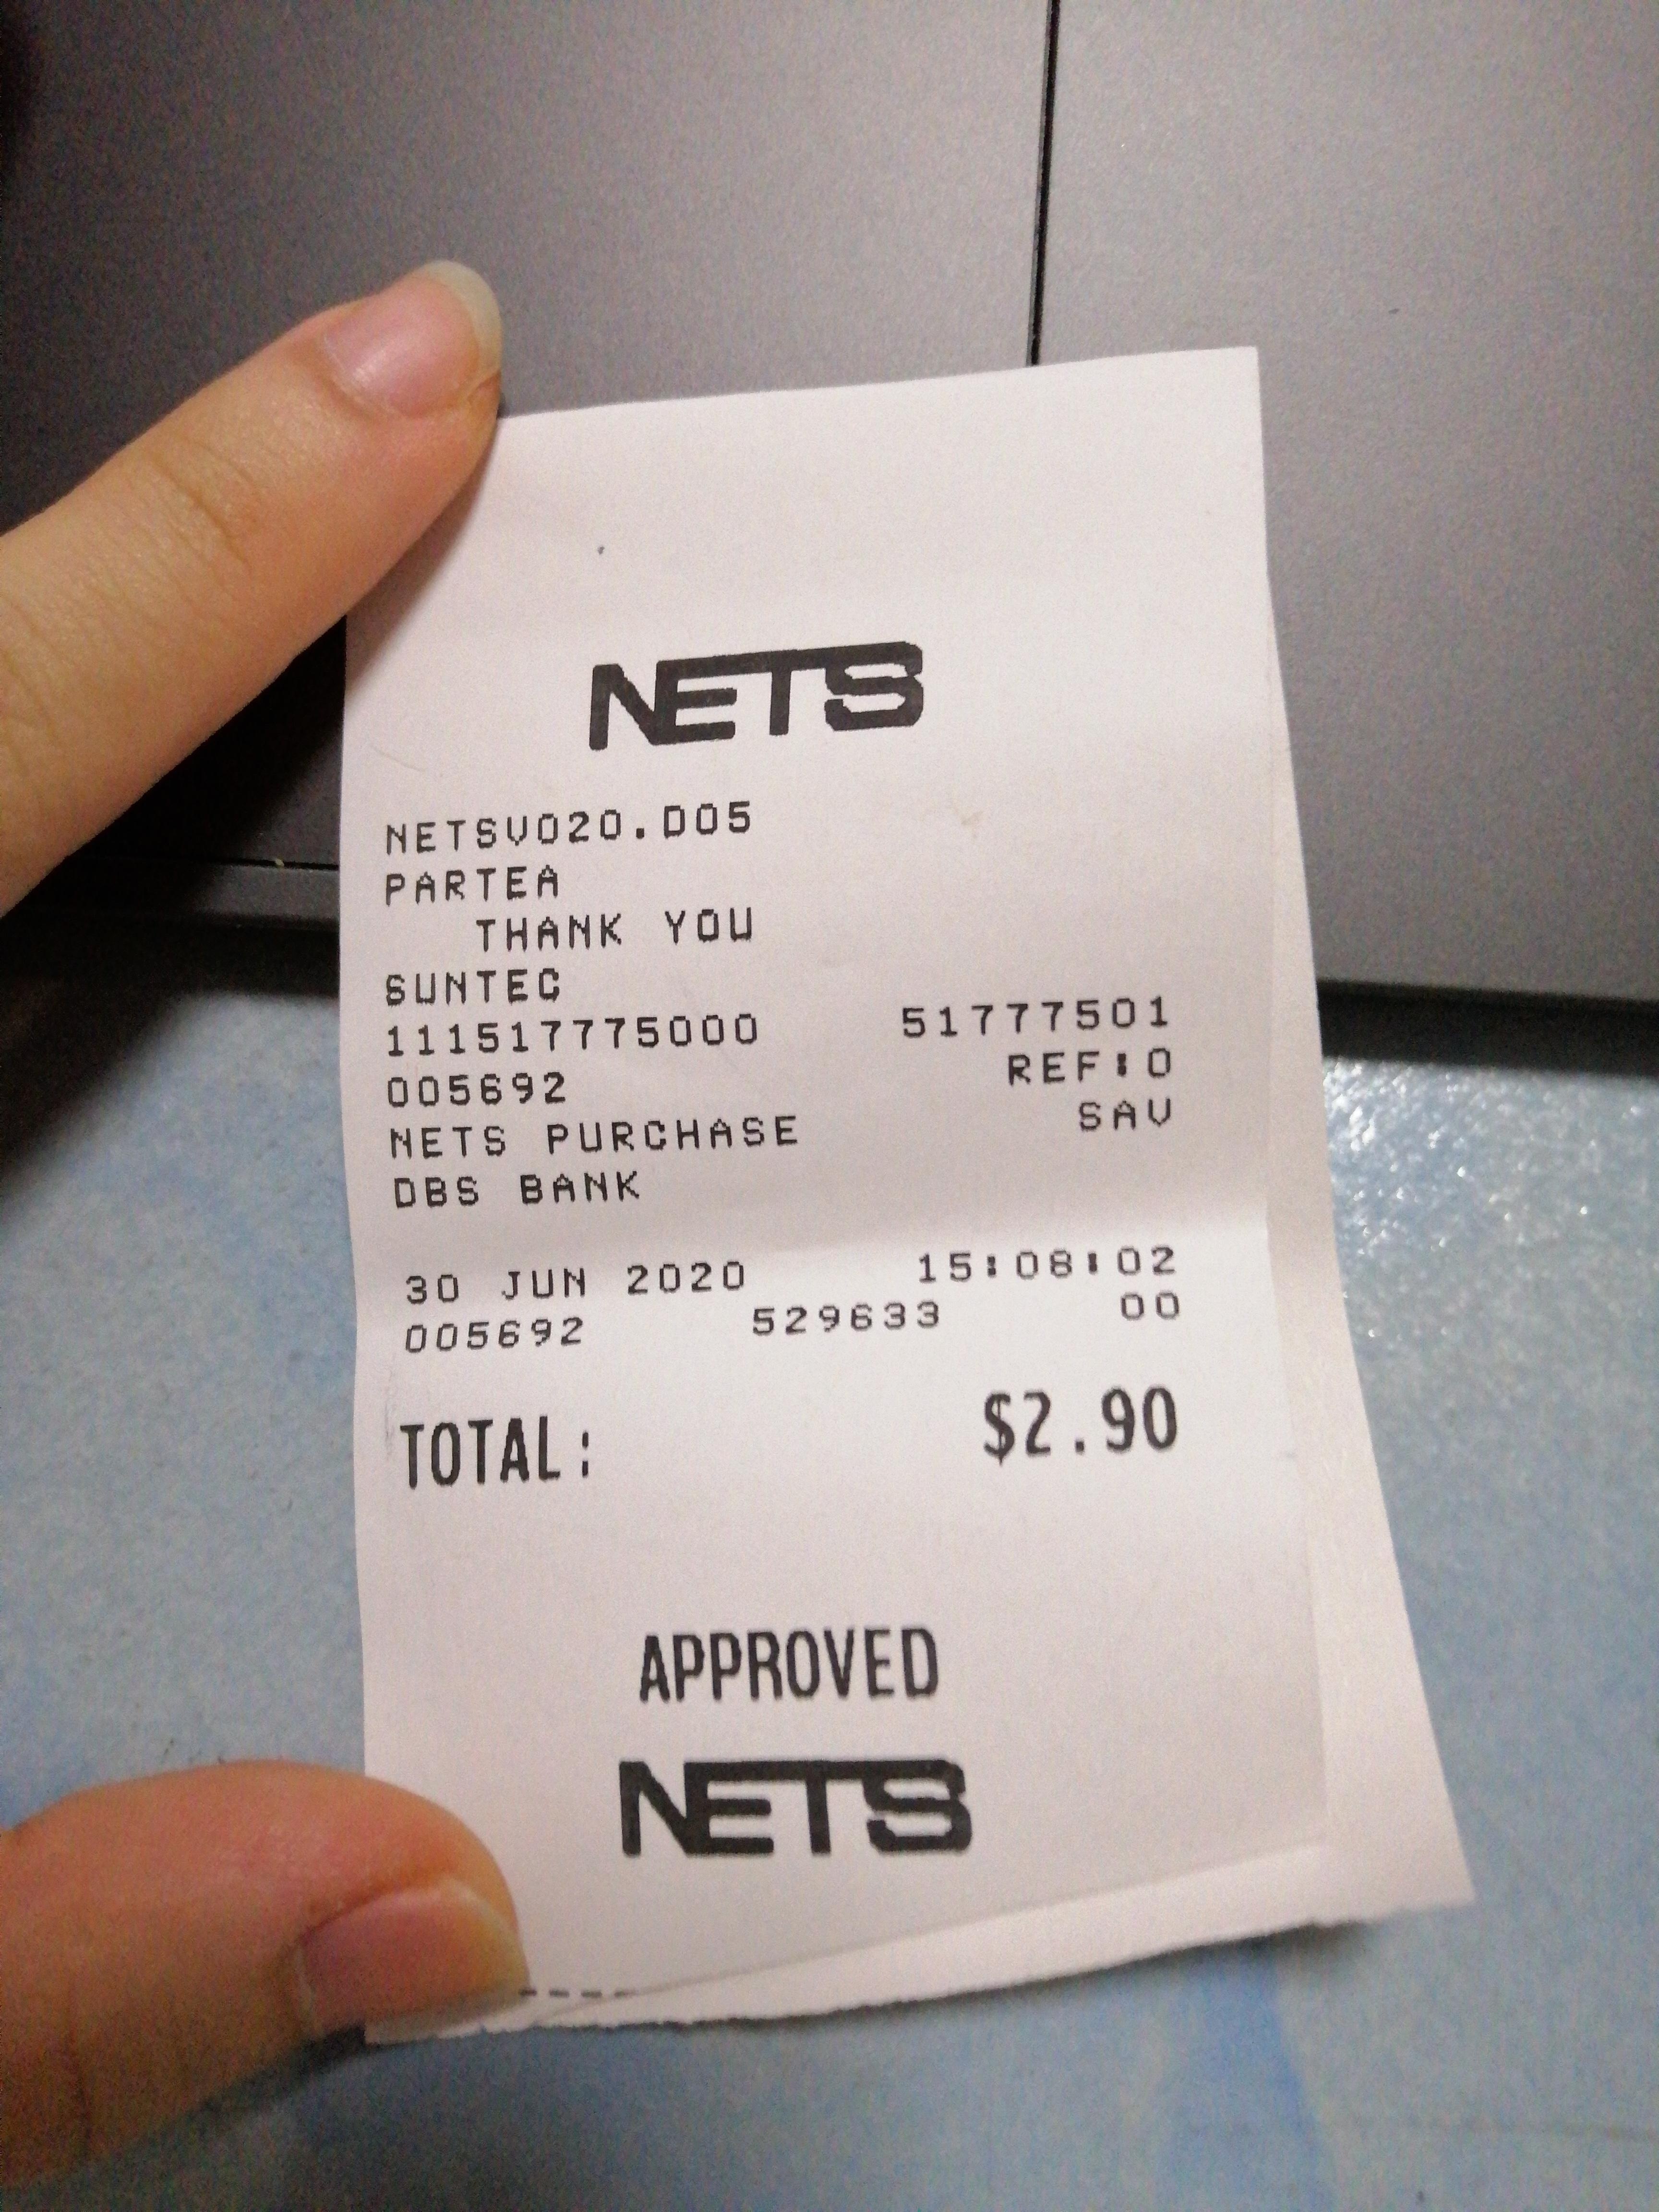 NETS
NETSV020.D05
PARTEA
THANK YOU
SUNTEC
111517775000 51777501
005692 REF:0
NETS PURCHASE SAV
DBS BANK
30 JUN 2020 15:08:02
005692 529633 00
TOTAL: $2.90
APPROVED
NETS